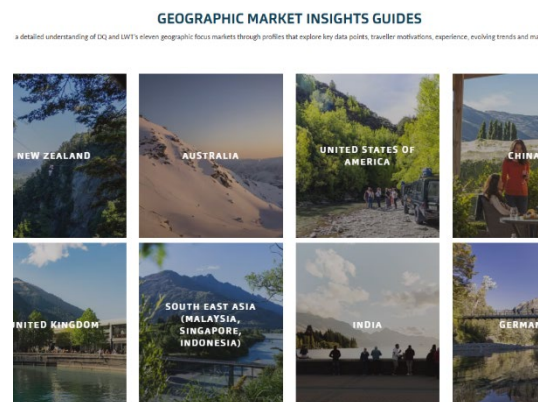 GEOGRAPHIC MARKET INSIGHTS GUIDES
a detailed understanding of DQ and LWT's eleven geographic focus markets through profiles that explore key data points, traveller motivations, experience, evolving trends and
NEW ZEALAND
AUSTRALIA
UNITED STATES OF
AMERICA
CHINA
UNITED KINGDOM
SOUTH EAST ASIA
(MALAYSIA,
SINGAPORE,
INDONESIA)
INDIA
GERMAN